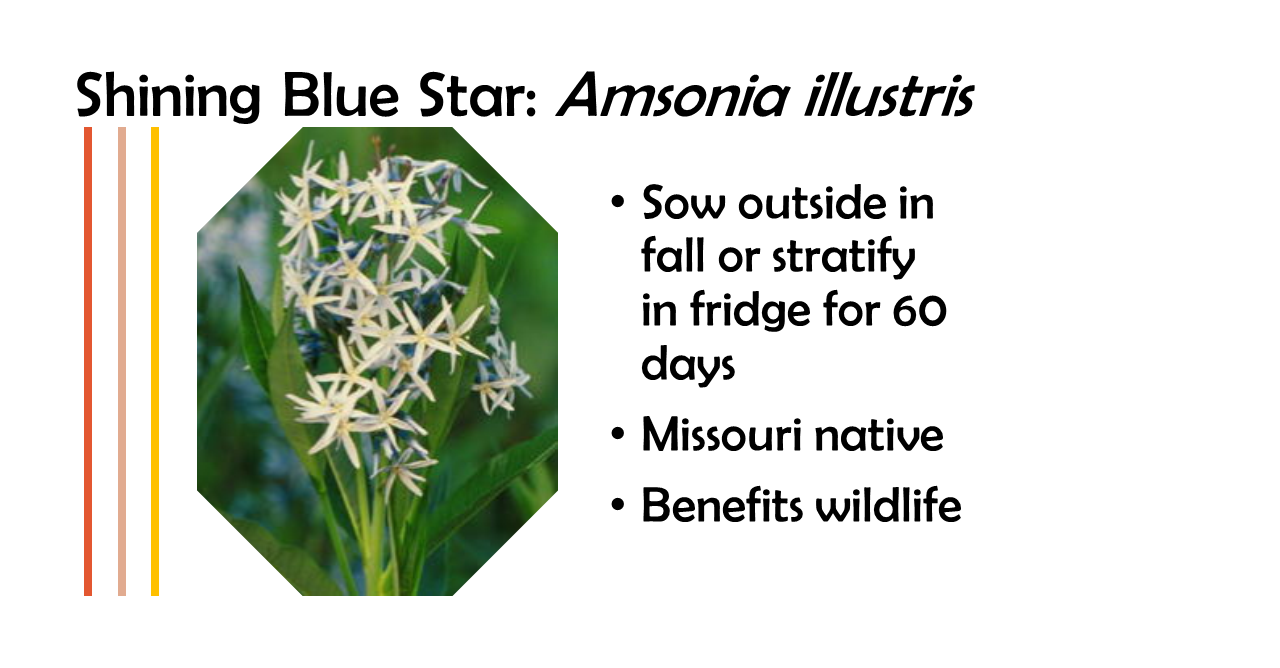 Shining Blue Star: Amsonia illustris
• Sow outside in
fall or stratify
in fridge for 60
days
• Missouri native
• Benefits wildlife